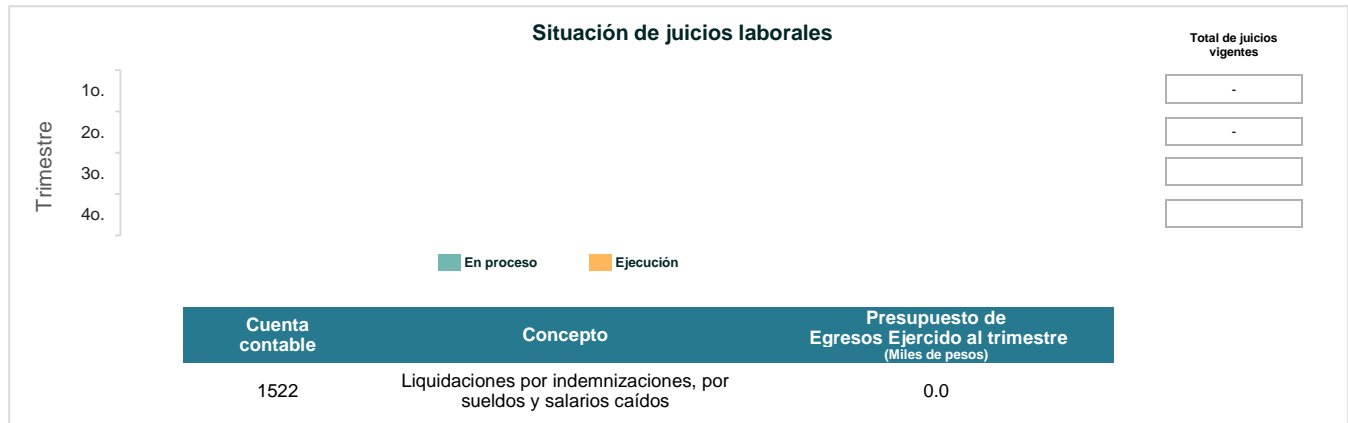 Situación de juicios laborales
Total de juicios
vigentes
Trimestre
1o.
-
2o.
-
3o.
4o.
En proceso
Ejecución
Cuenta
contable
Concepto
Presupuesto de
Egresos Ejercido al trimestre
(Miles de pesos)
1522
Liquidaciones por indemnizaciones, por
sueldos y salarios caídos
0.0